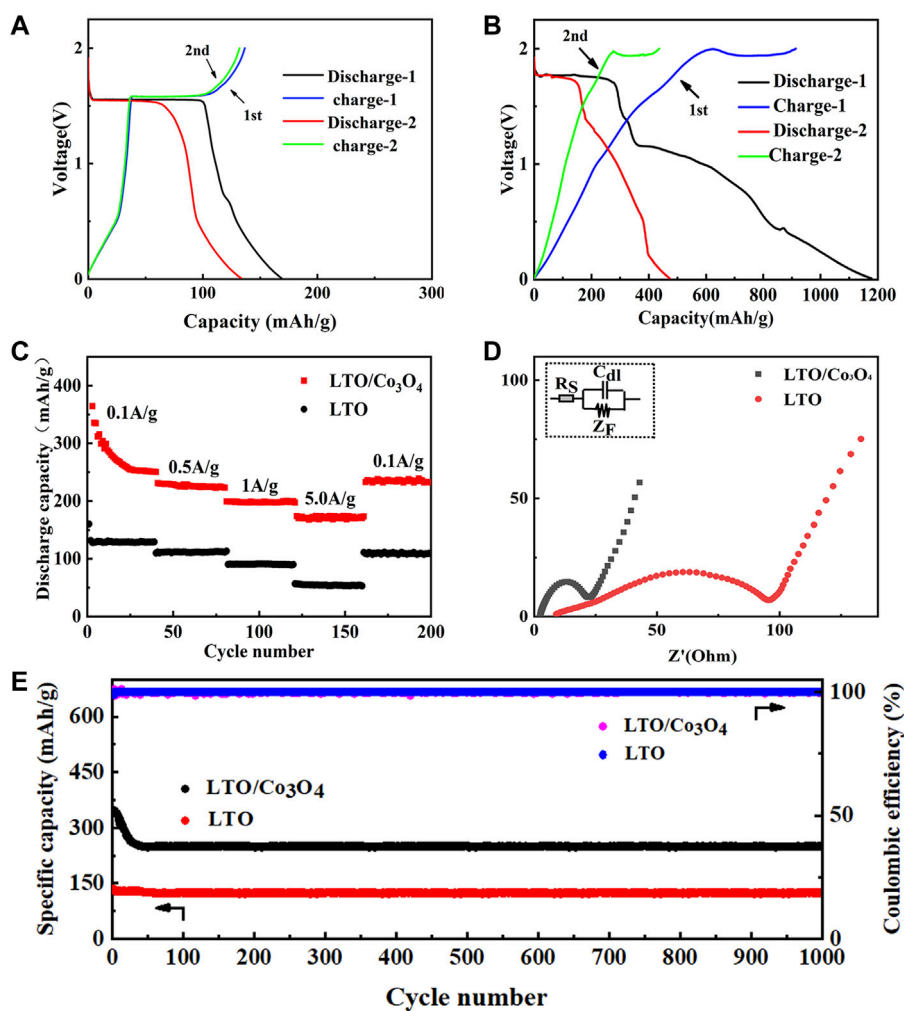 A
Voltage(V)
2
1
0
0
100
200
300
Capacity (mAh/g)
2nd
1st
Discharge-1
charge-1
Discharge-2
charge-2
B
Voltage(V)
2
1
0
0
200
400
600
800
1000
1200
Capacity(mAh/g)
2nd
1st
Discharge-1
Charge-1
Discharge-2
Charge-2
C
Discharge capacity (mAh/g)
400
300
200
100
0
0
50
100
150
200
Cycle number
LTO/Co₃O₄
LTO
0.1A/g
0.5A/g
1A/g
5.0A/g
0.1A/g
D
100
50
0
0
50
100
Z'(Ohm)
RS
Cdl
ZF
LTO/Co₃O₄
LTO
E
Specific capacity (mAh/g)
600
450
300
150
0
0
100
200
300
400
500
600
700
800
900
1000
Cycle number
100
50
0
Coulombic efficiency (%)
LTO/Co₃O₄
LTO
LTO/Co₃O₄
LTO